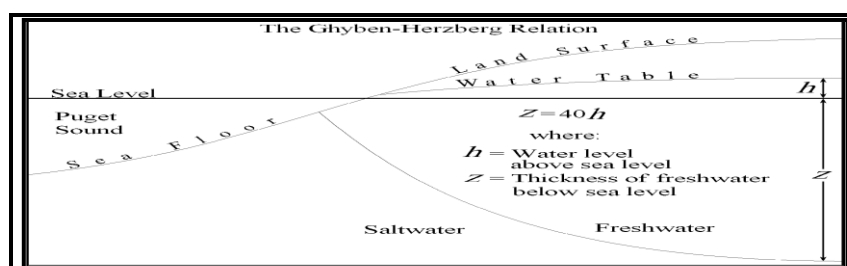 The Ghyben-Herzberg Relation
Land Surface
Water Table
Sea Level
h
Puget
Sound
Sea Floor
z=40h
where:
h = Water level
above sea level
z = Thickness of freshwater
below sea level
z
Saltwater
Freshwater